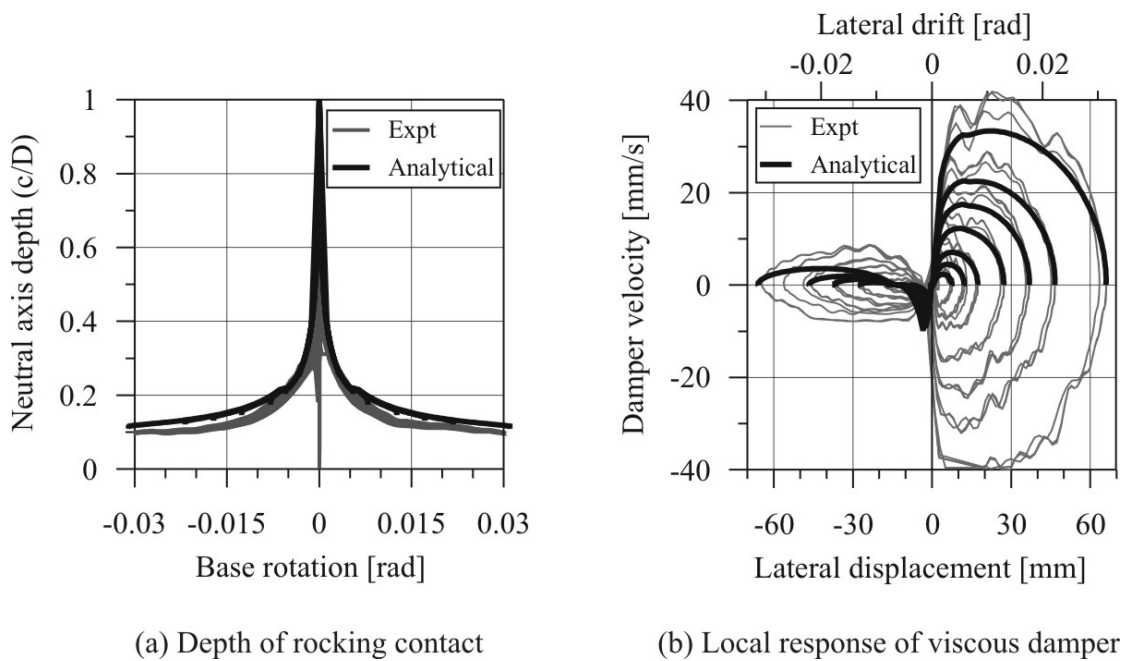 Neutral axis depth (c/D)
1
0.8
0.6
0.4
0.2
0
Expt
Analytical
-0.03 -0.015 0 0.015 0.03
Base rotation [rad]
(a) Depth of rocking contact
Lateral drift [rad]
-0.02 0 0.02
Damper velocity [mm/s]
40
20
0
-20
-40
Expt
Analytical
-60 -30 0 30 60
Lateral displacement [mm]
(b) Local response of viscous damper